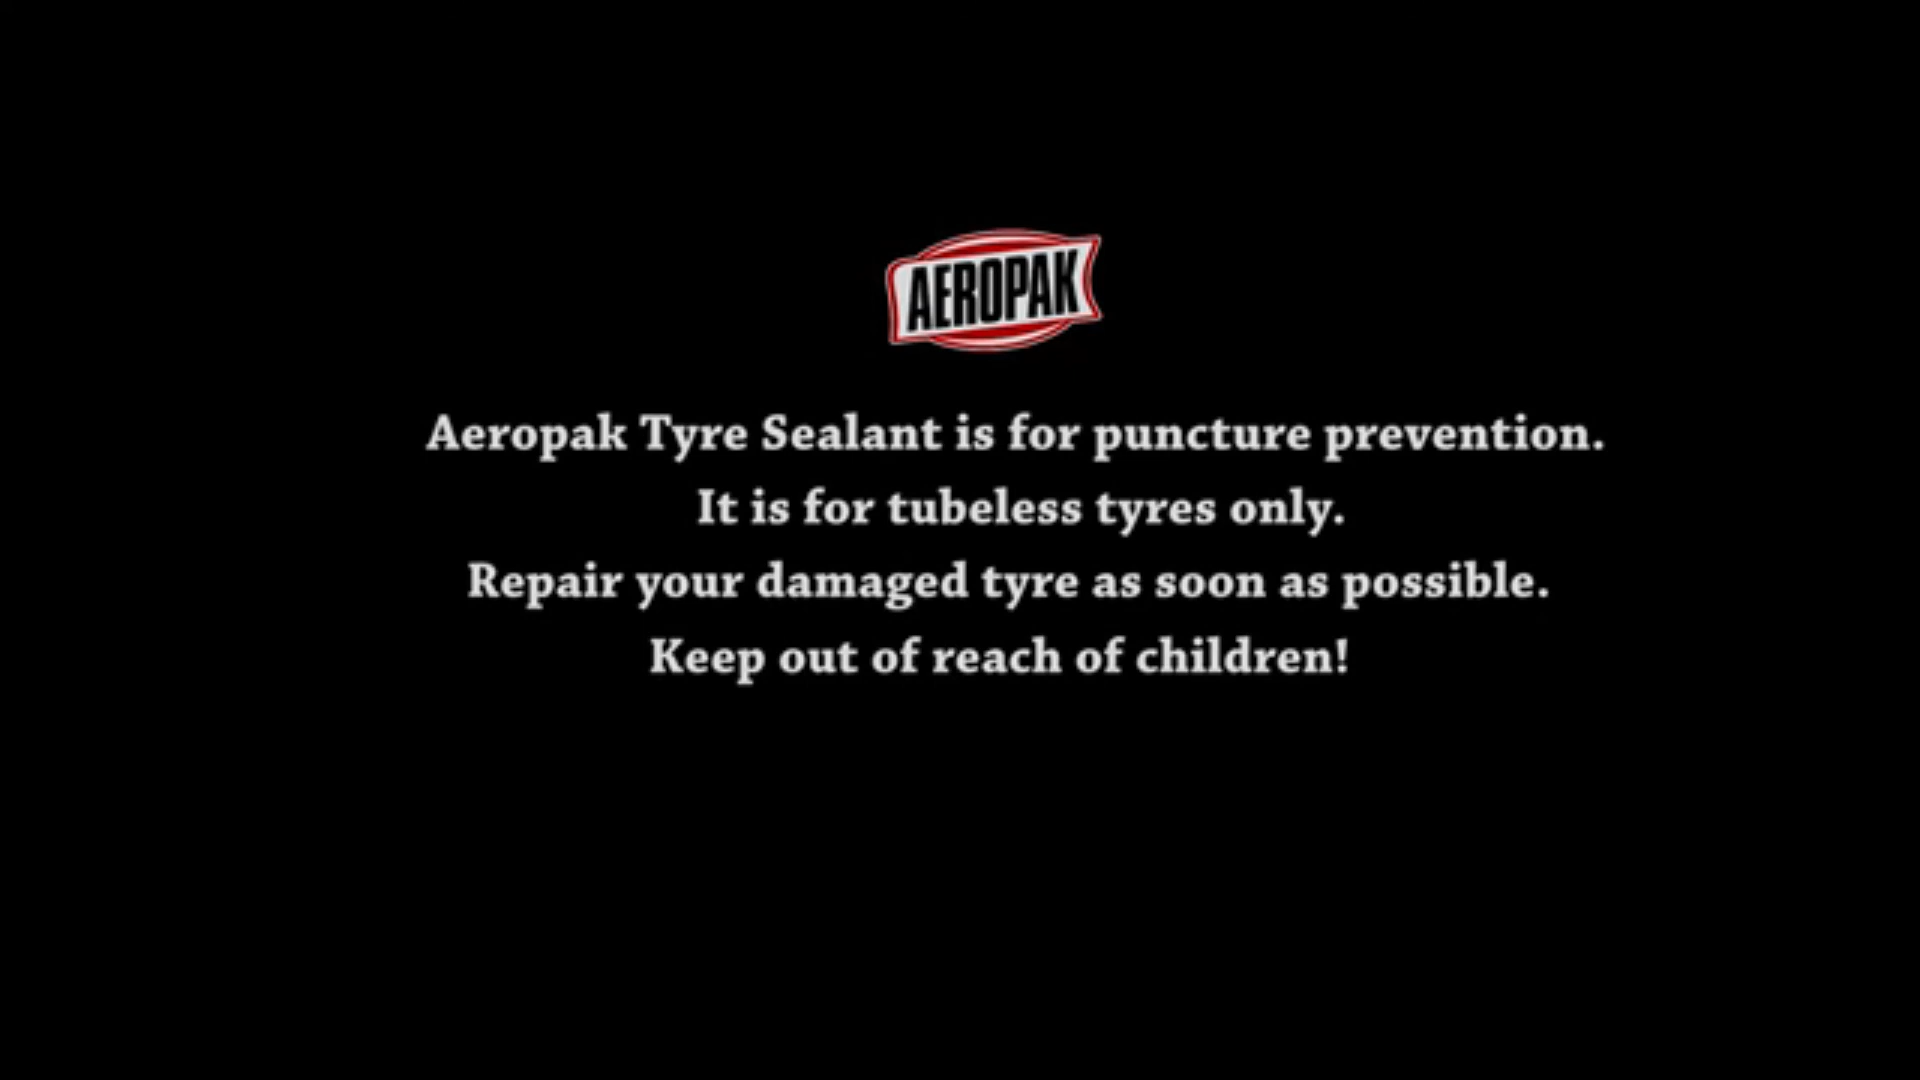 AEROPAK
Aeropak Tyre Sealant is for puncture prevention.
It is for tubeless tyres only.
Repair your damaged tyre as soon as possible.
Keep out of reach of children!